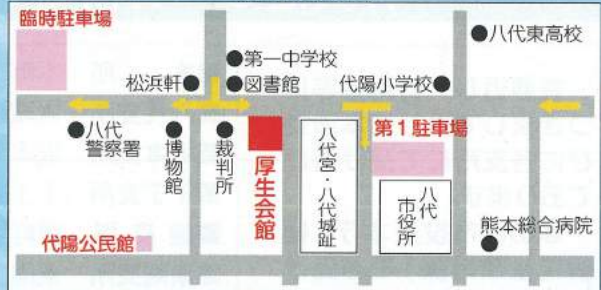 臨時駐車場
●第一中学校
●図書館
松浜軒●
代陽小学校●
●八代東高校
●八代
警察署
●博物館
●裁判所
厚生会館
八代宮・八代城趾
第1駐車場
八代
市役所
熊本総合病院
代陽公民館